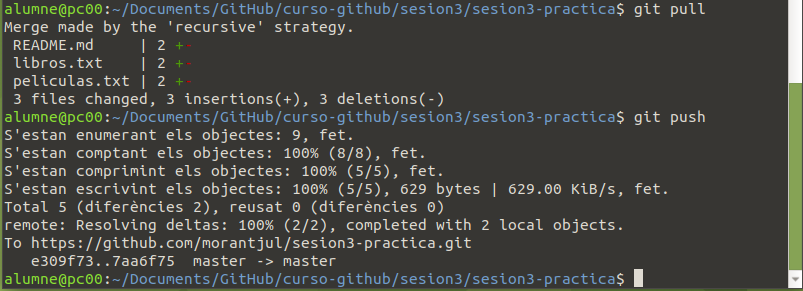 alumne@pc00:~/Documents/GitHub/curso-github/sesion3/sesion3-practica$ git pull
Merge made by the 'recursive' strategy.
 README.md     | 2 +-
 libros.txt    | 2 +-
 peliculas.txt | 2 +-
 3 files changed, 3 insertions(+), 3 deletions(-)
alumne@pc00:~/Documents/GitHub/curso-github/sesion3/sesion3-practica$ git push
S'estan enumerant els objectes: 9, fet.
S'estan comptant els objectes: 100% (8/8), fet.
S'estan comprimint els objectes: 100% (5/5), fet.
S'estan escrivint els objectes: 100% (5/5), 629 bytes | 629.00 KiB/s, fet.
Total 5 (diferències 2), reusat 0 (diferències 0)
remote: Resolving deltas: 100% (2/2), completed with 2 local objects.
To https://github.com/morantjul/sesion3-practica.git
   e309f73..7aa6f75  master -> master
alumne@pc00:~/Documents/GitHub/curso-github/sesion3/sesion3-practica$